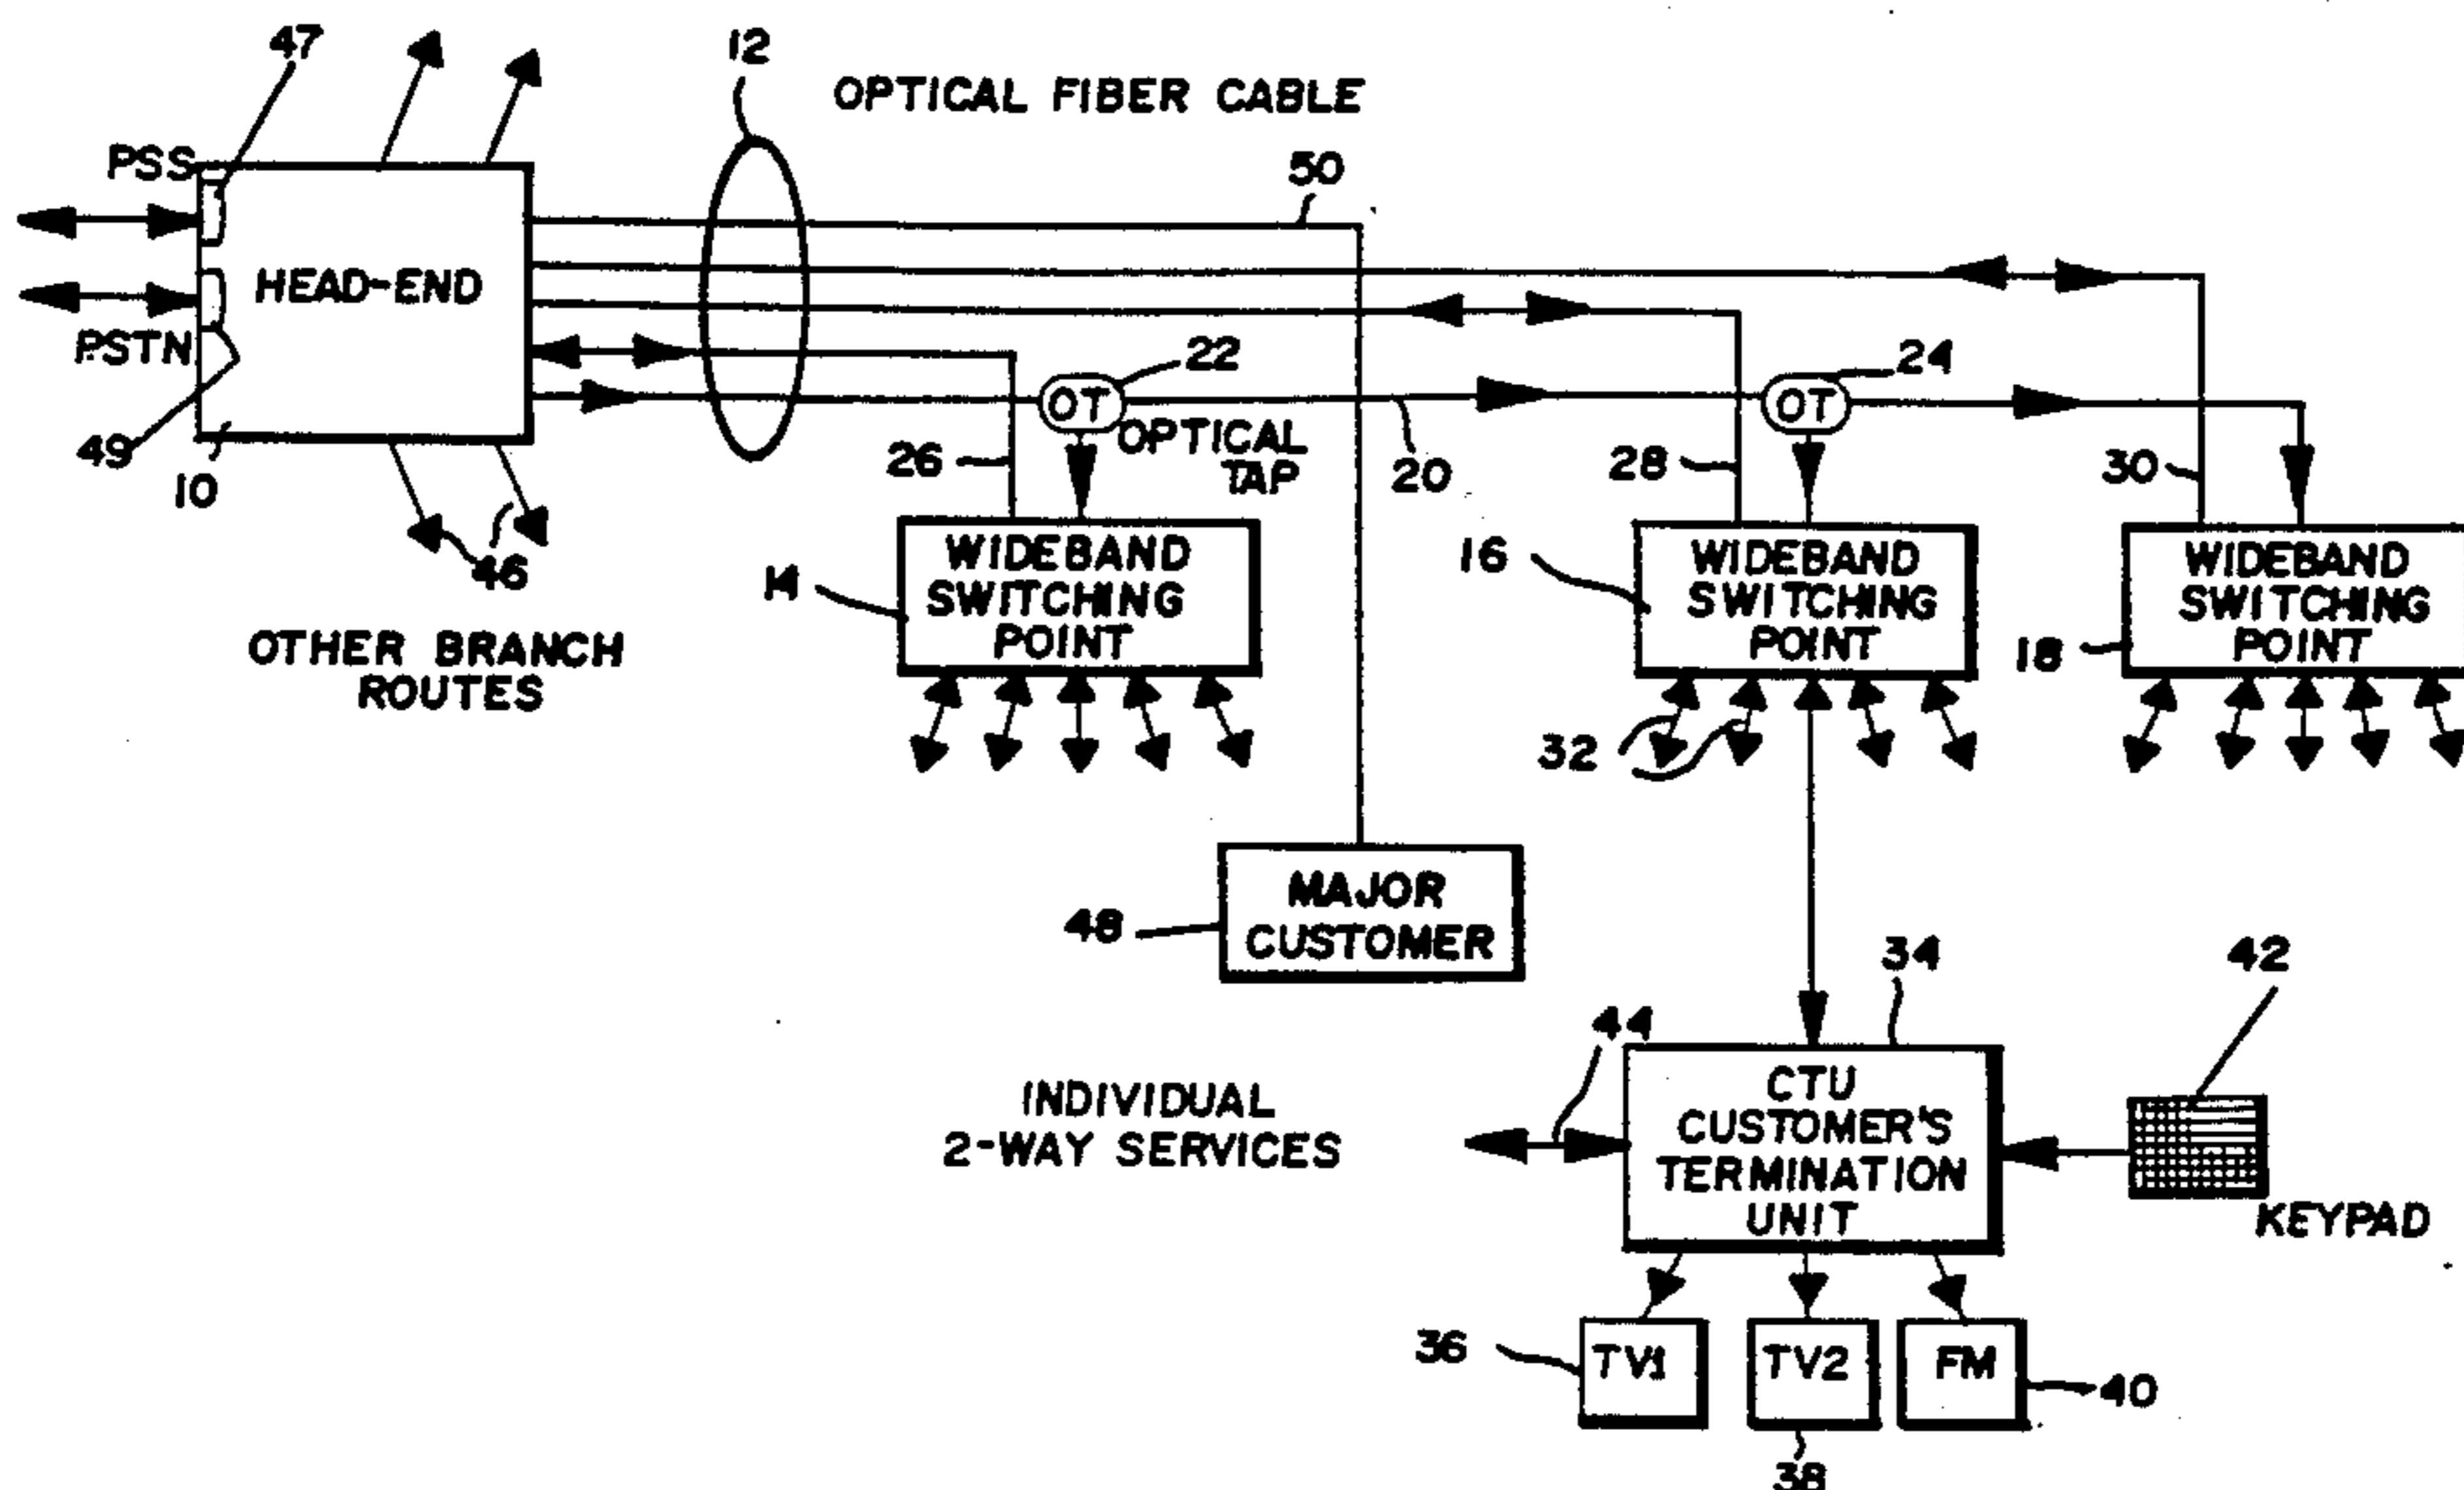 47
12
OPTICAL FIBER CABLE
PSS
50
HEAD-END
PSTN
22
24
OT
OT
OPTICAL
TAP
49
10
26
20
28
30
46
14
WIDEBAND
SWITCHING
POINT
16
WIDEBAND
SWITCHING
POINT
18
WIDEBAND
SWITCHING
POINT
OTHER BRANCH
ROUTES
32
48
MAJOR
CUSTOMER
34
42
44
INDIVIDUAL
2-WAY SERVICES
CTU
CUSTOMER'S
TERMINATION
UNIT
KEYPAD
36
TV1
TV2
FM
40
38